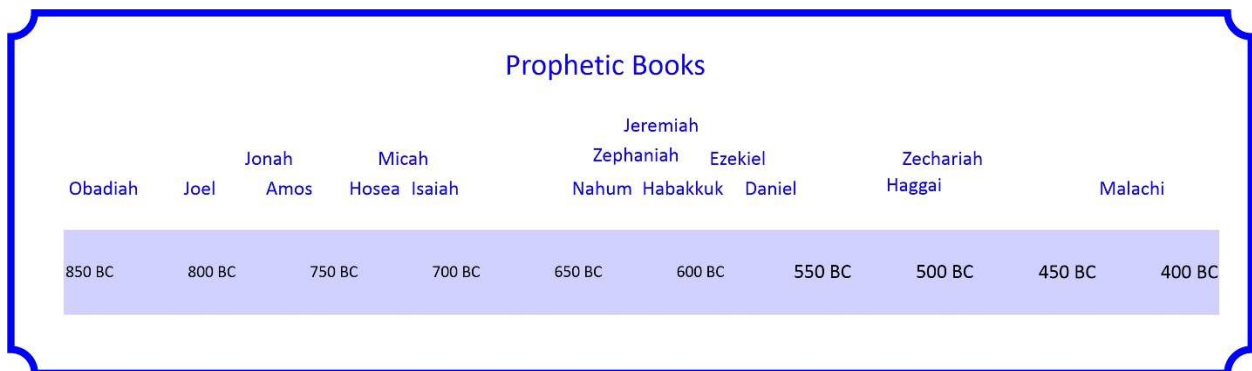 Prophetic Books
Jeremiah
Jonah Micah Zephaniah Ezekiel Zechariah
Obadiah Joel Amos Hosea Isaiah Nahum Habakkuk Daniel Haggai Malachi
850 BC 800 BC 750 BC 700 BC 650 BC 600 BC 550 BC 500 BC 450 BC 400 BC